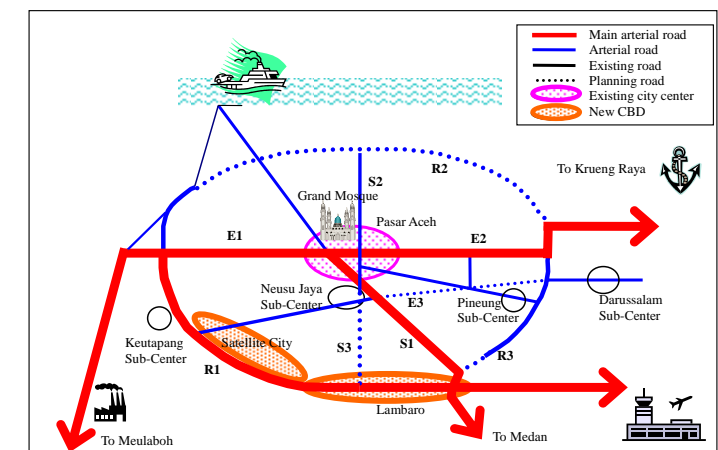 Main arterial road
Arterial road
Existing road
Planning road
Existing city center
New CBD
To Krueng Raya
R2
S2
Grand Mosque
Pasar Aceh
E1
E2
Neusu Jaya
Sub-Center
E3
Pineung
Sub-Center
Darussalam
Sub-Center
Keutapang
Sub-Center
Satellite City
S3
S1
R3
R1
Lambaro
To Meulaboh
To Medan